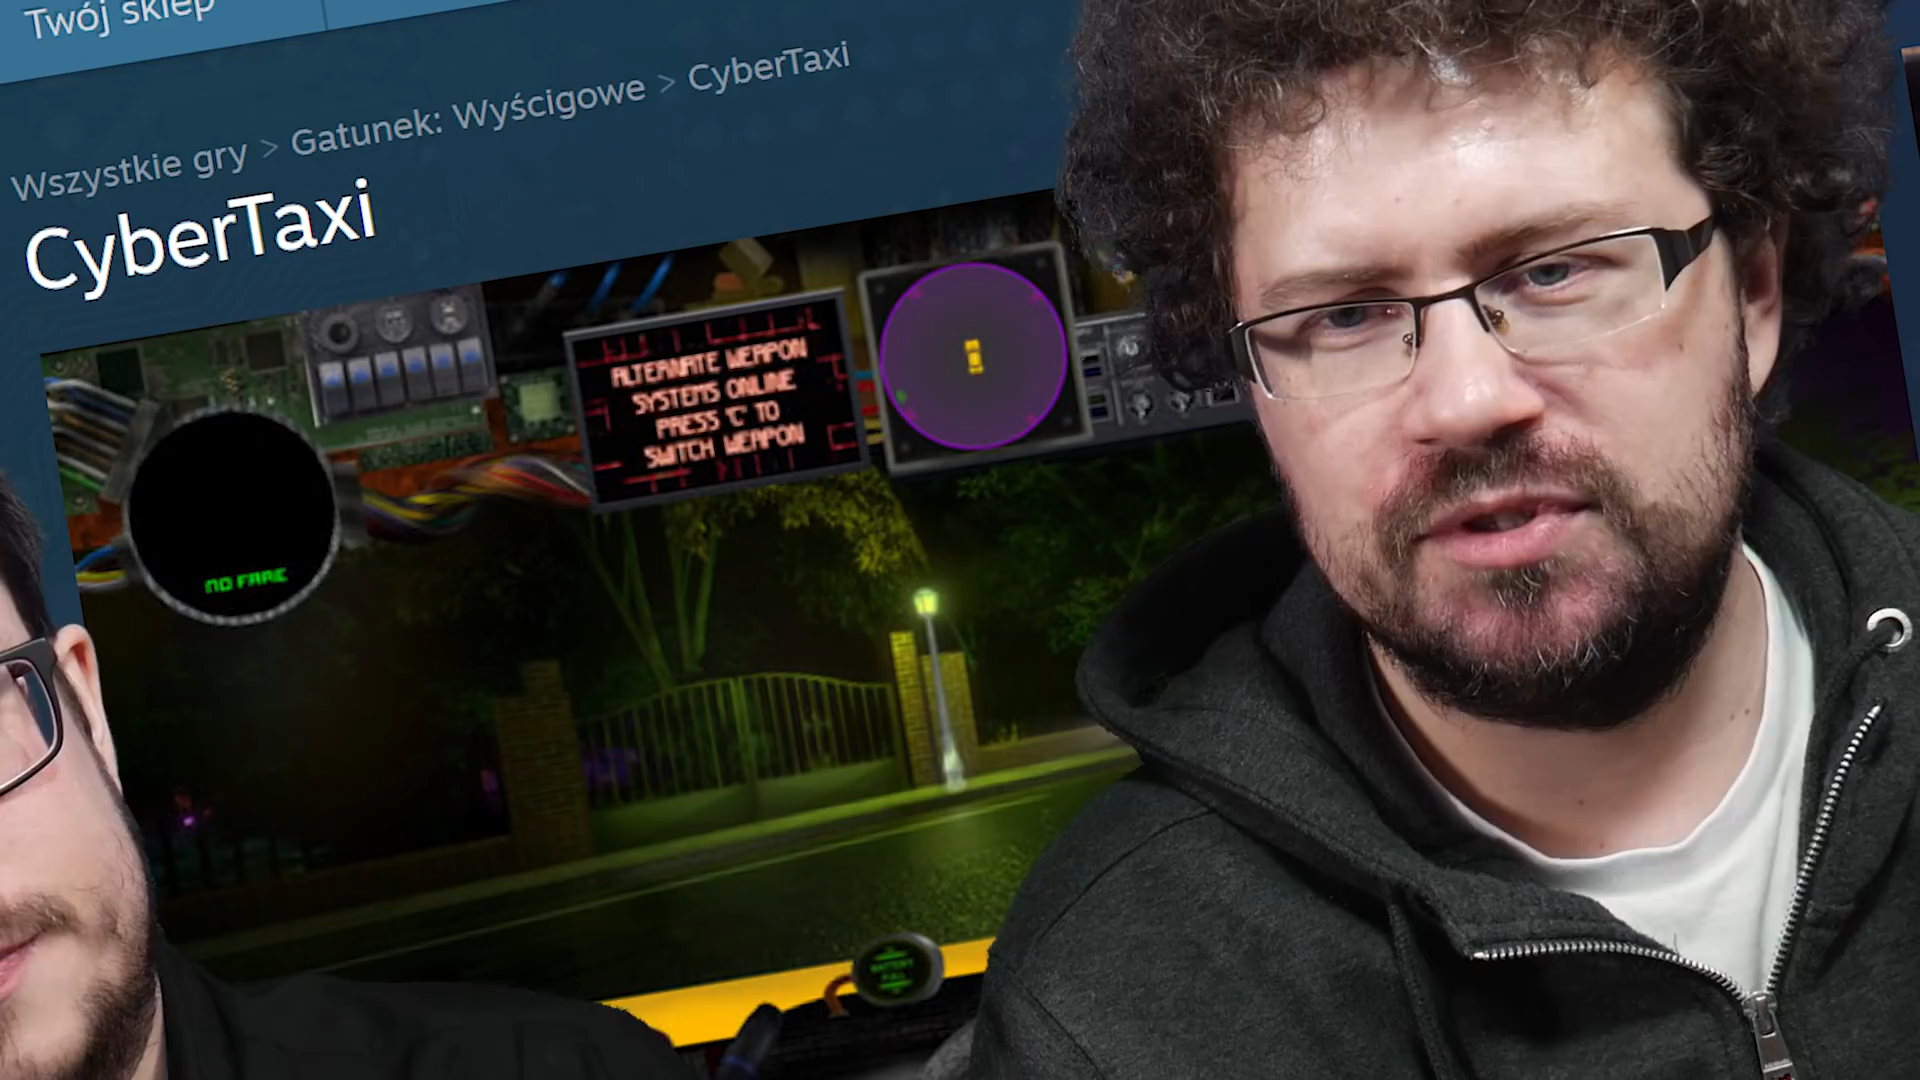 Twój sklep
Wszystkie gry > Gatunek: Wyścigowe > CyberTaxi
CyberTaxi
ALTERNATE WEAPON
SYSTEMS ONLINE
PRESS 'C' TO
SWITCH WEAPON
NO FARE